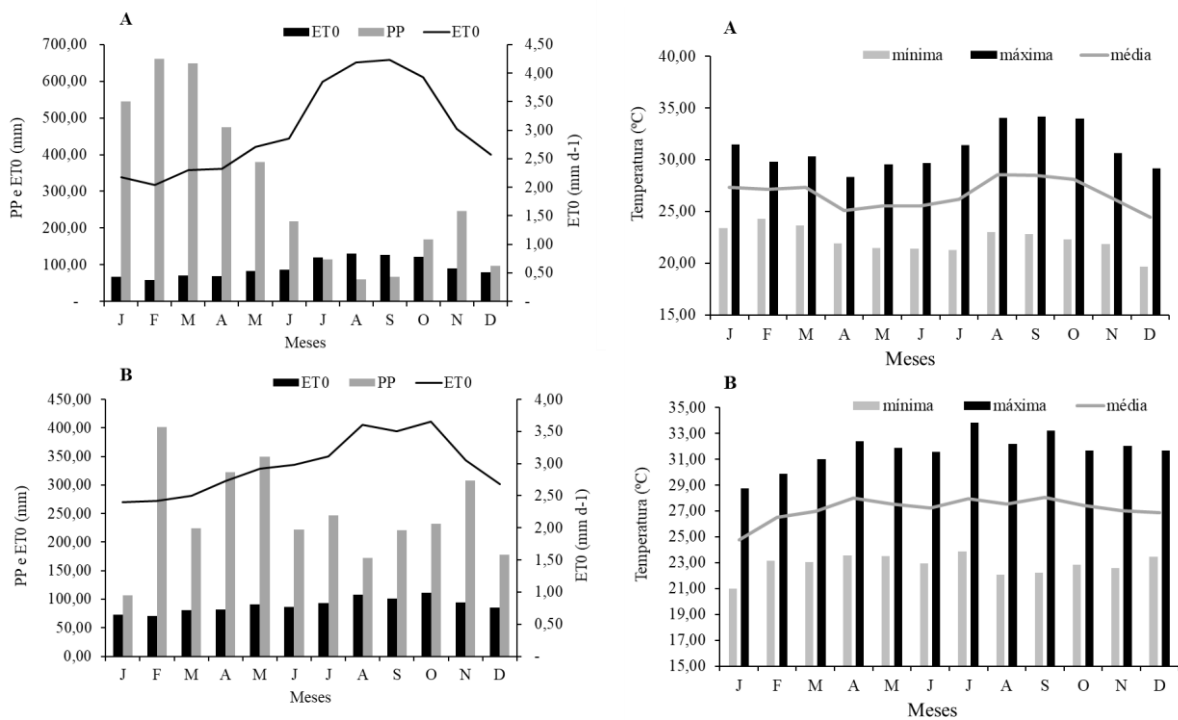 A
ET0 PP ET0
PP e ET0 (mm)
700,00
600,00
500,00
400,00
300,00
200,00
100,00
-
4,50
4,00
3,50
3,00
2,50
2,00
1,50
1,00
0,50
-
ET0 (mm d-1)
J F M A M J J A S O N D
Meses
A
mínima máxima média
Temperatura (ºC)
40,00
35,00
30,00
25,00
20,00
15,00
J F M A M J J A S O N D
Meses
B
ET0 PP ET0
PP e ET0 (mm)
450,00
400,00
350,00
300,00
250,00
200,00
150,00
100,00
50,00
0,00
4,00
3,50
3,00
2,50
2,00
1,50
1,00
0,50
-
ET0 (mm d-1)
J F M A M J J A S O N D
Meses
B
mínima máxima média
Temperatura (ºC)
35,00
33,00
31,00
29,00
27,00
25,00
23,00
21,00
19,00
17,00
15,00
J F M A M J J A S O N D
Meses